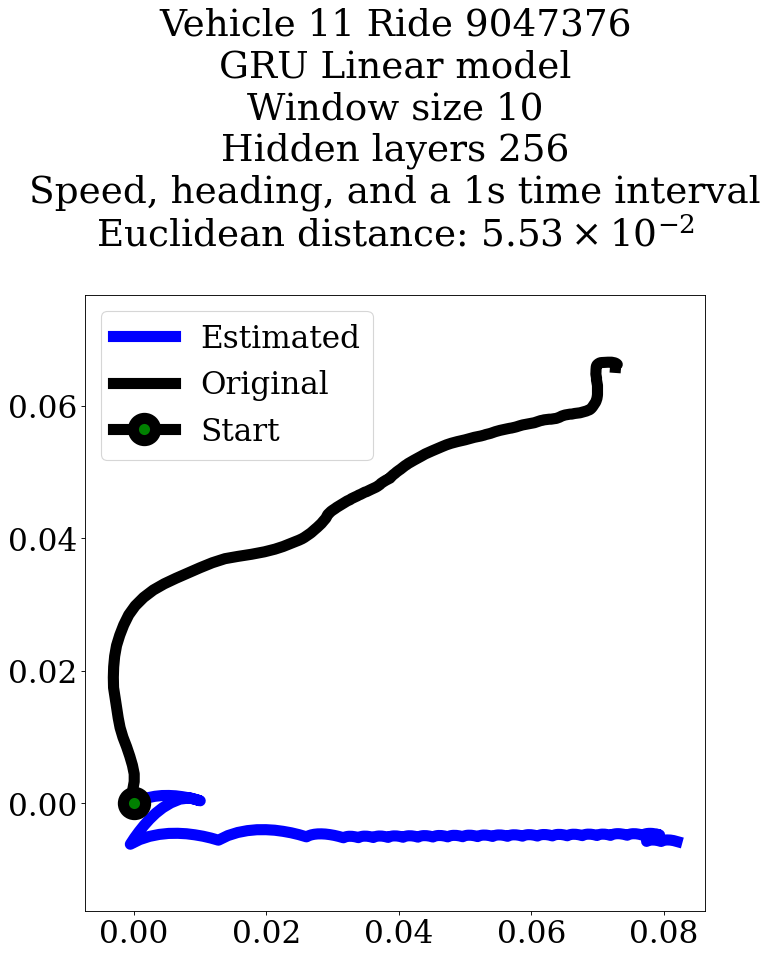 Vehicle 11 Ride 9047376
GRU Linear model
Window size 10
Hidden layers 256
Speed, heading, and a 1s time interval
Euclidean distance: 5.53 × 10⁻²
Estimated
Original
Start
0.06
0.04
0.02
0.00
0.00 0.02 0.04 0.06 0.08